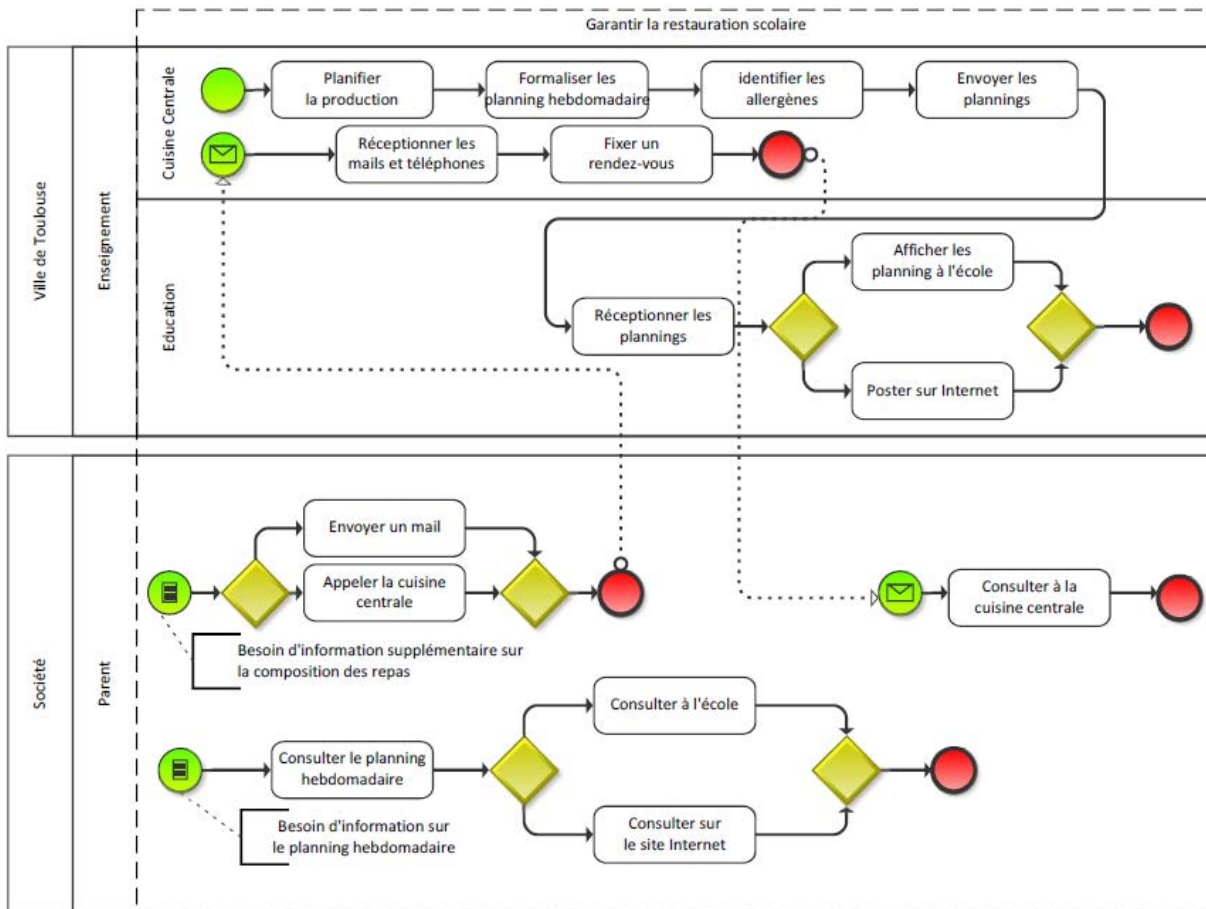 Garantir la restauration scolaire
Ville de Toulouse
Enseignement
Cuisine Centrale
Planifier
la production
Formaliser les
planning hebdomadaire
identifier les
allergènes
Envoyer les
plannings
Réceptionner les
mails et téléphones
Fixer un
rendez-vous
Education
Réceptionner les
plannings
Afficher les
planning à l'école
Poster sur Internet
Société
Parent
Envoyer un mail
Appeler la cuisine
centrale
Besoin d'information supplémentaire sur
la composition des repas
Consulter à la
cuisine centrale
Consulter le planning
hebdomadaire
Besoin d'information sur
le planning hebdomadaire
Consulter à l'école
Consulter sur
le site Internet